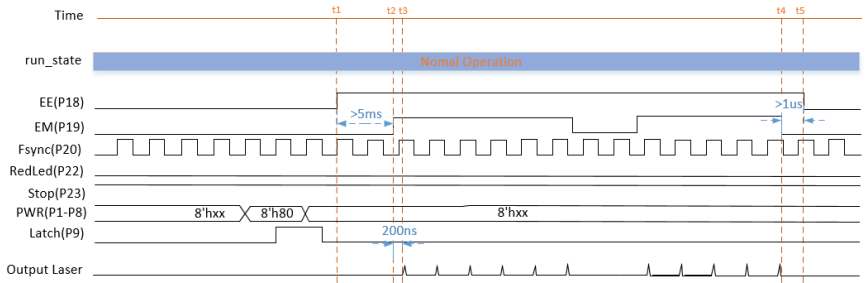 Time t1 t2 t3 t4 t5
run_state Nomal Operation
EE(P18)
>5ms >1us
EM(P19)
Fsync(P20)
RedLed(P22)
Stop(P23)
PWR(P1-P8) 8'hxx 8'h80 8'hxx
Latch(P9) 200ns
Output Laser